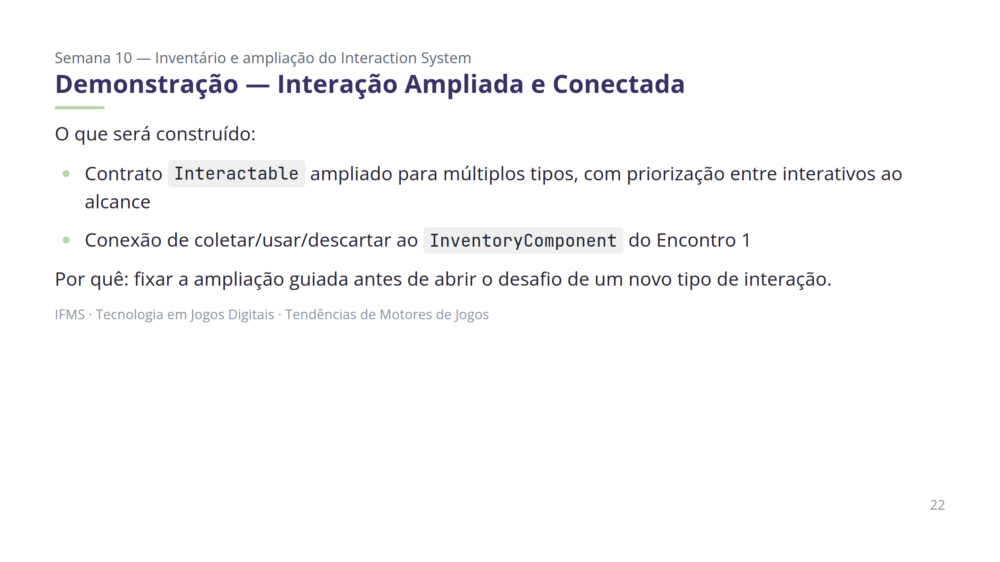 Semana 10 — Inventário e ampliação do Interaction System
Demonstração — Interação Ampliada e Conectada
O que será construído:
Contrato Interactable ampliado para múltiplos tipos, com priorização entre interativos ao
alcance
Conexão de coletar/usar/descartar ao InventoryComponent do Encontro 1
Por quê: fixar a ampliação guiada antes de abrir o desafio de um novo tipo de interação.
IFMS · Tecnologia em Jogos Digitais · Tendências de Motores de Jogos
22